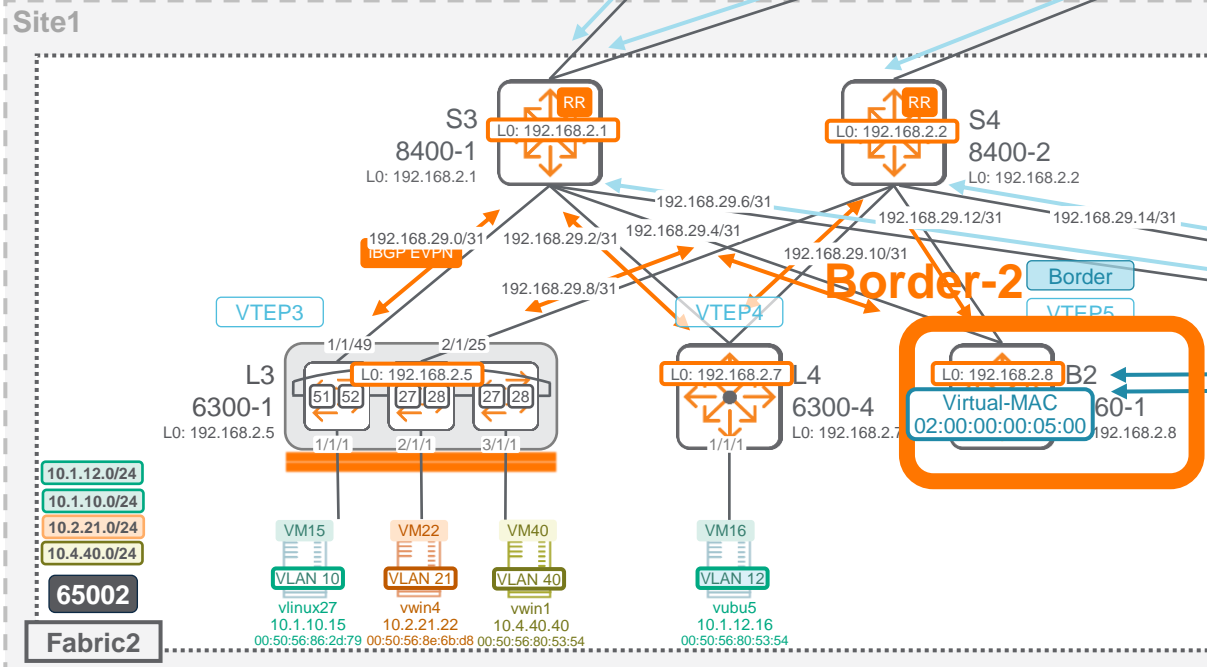 Site1
RR
RR
S3
L0: 192.168.2.1
L0: 192.168.2.2
S4
8400-1
8400-2
L0: 192.168.2.1
L0: 192.168.2.2
192.168.29.6/31
192.168.29.0/31
192.168.29.2/31
192.168.29.4/31
192.168.29.12/31
192.168.29.14/31
IBGP EVPN
192.168.29.10/31
192.168.29.8/31
Border-2
Border
VTEP3
VTEP4
VTEP5
1/1/49
2/1/25
L3
L0: 192.168.2.5
L0: 192.168.2.7
L4
L0: 192.168.2.8
B2
51
52
27
28
27
28
6300-1
6300-4
Virtual-MAC
02:00:00:00:05:00
60-1
L0: 192.168.2.5
L0: 192.168.2.7
192.168.2.8
1/1/1
2/1/1
3/1/1
1/1/1
10.1.12.0/24
10.1.10.0/24
10.2.21.0/24
10.4.40.0/24
VM15
VM22
VM40
VM16
VLAN 10
VLAN 21
VLAN 40
VLAN 12
65002
vlinux27
vwin4
vwin1
vubu5
10.1.10.15
10.2.21.22
10.4.40.40
10.1.12.16
00:50:56:86:2d:79
00:50:56:8e:6b:d8
00:50:56:80:53:54
00:50:56:80:53:54
Fabric2